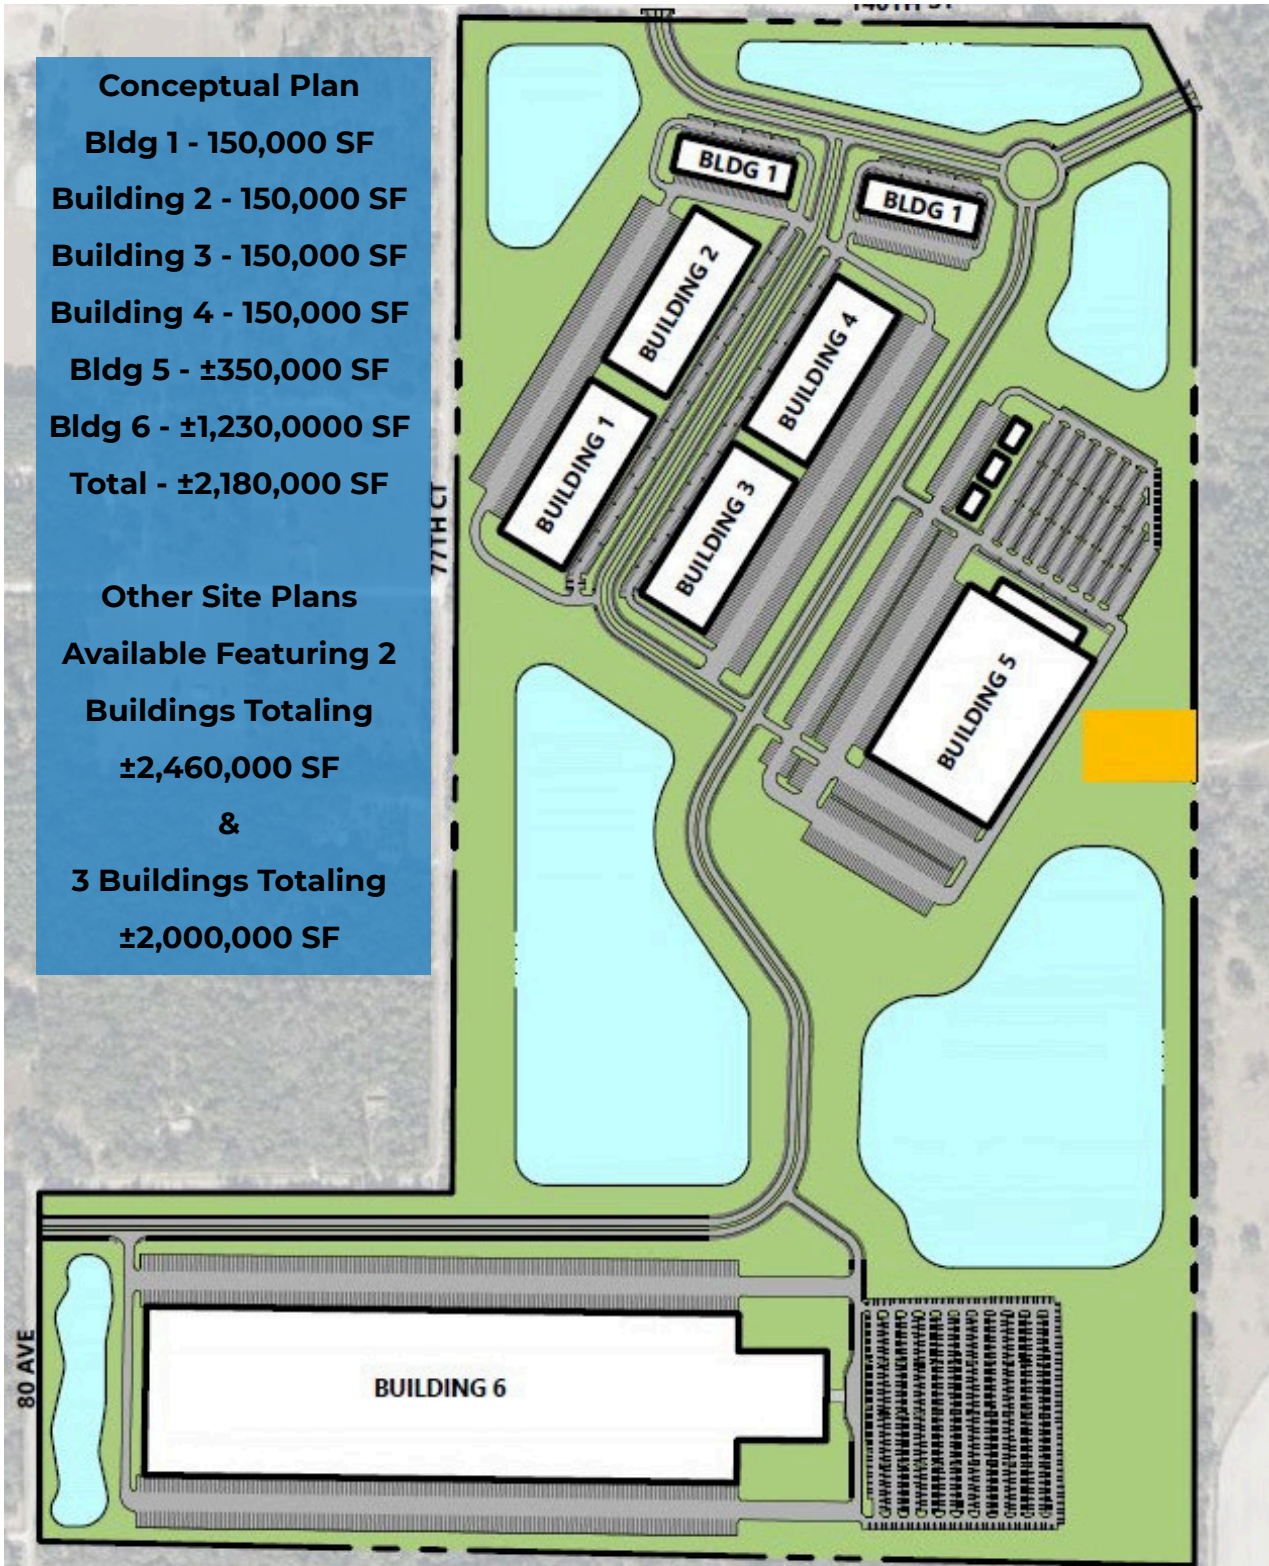 140TH ST
Conceptual Plan
Bldg 1 - 150,000 SF
Building 2 - 150,000 SF
Building 3 - 150,000 SF
Building 4 - 150,000 SF
Bldg 5 - ±350,000 SF
Bldg 6 - ±1,230,0000 SF
Total - ±2,180,000 SF
Other Site Plans
Available Featuring 2
Buildings Totaling
±2,460,000 SF
&
3 Buildings Totaling
±2,000,000 SF
BLDG 1
BLDG 1
BUILDING 2
BUILDING 4
BUILDING 1
BUILDING 3
77TH CT
BUILDING 5
80 AVE
BUILDING 6